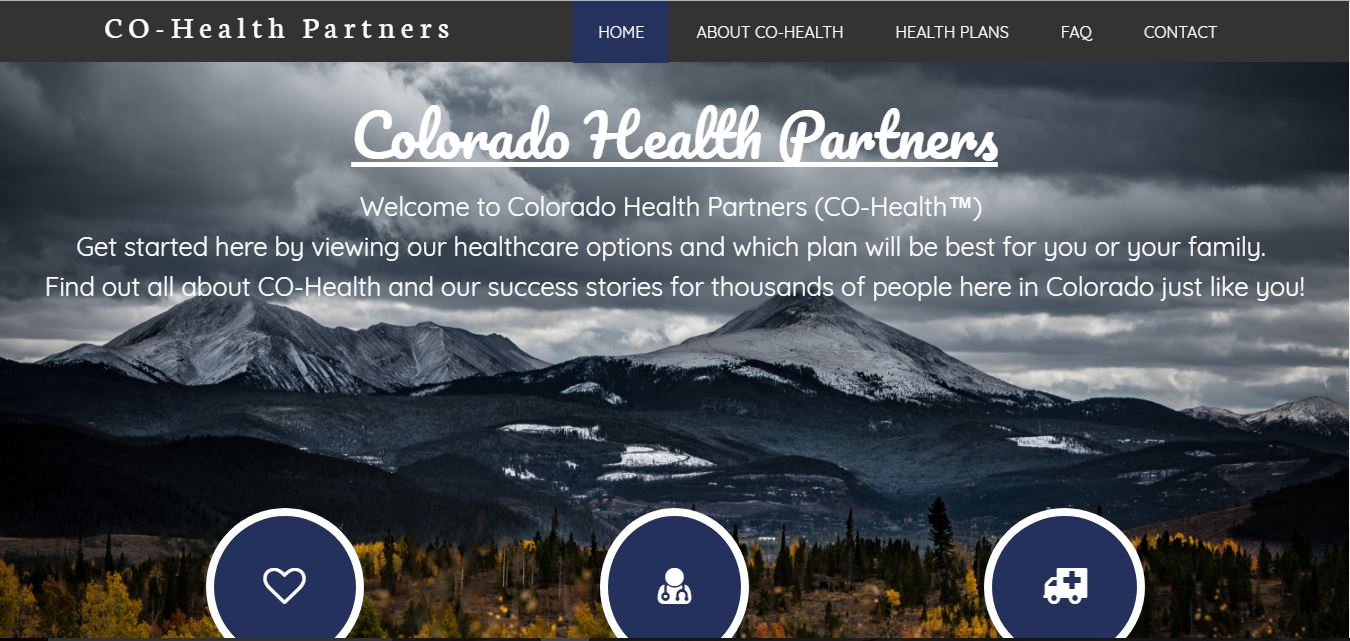 CO-Health Partners
HOME ABOUT CO-HEALTH HEALTH PLANS FAQ CONTACT
Colorado Health Partners
Welcome to Colorado Health Partners (CO-Health™)
Get started here by viewing our healthcare options and which plan will be best for you or your family.
Find out all about CO-Health and our success stories for thousands of people here in Colorado just like you!